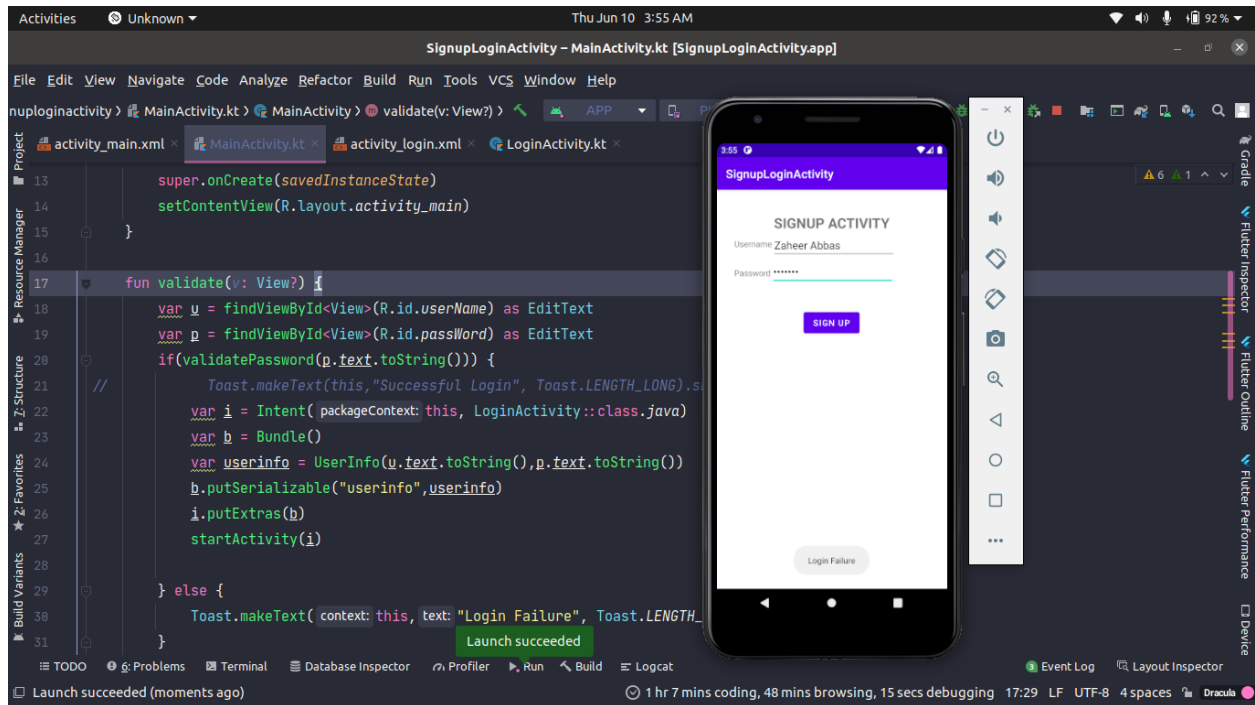 Activities Unknown Thu Jun 10 3:55 AM 92 %
SignupLoginActivity – MainActivity.kt [SignupLoginActivity.app]
File Edit View Navigate Code Analyze Refactor Build Run Tools VCS Window Help
nuploginactivity MainActivity.kt MainActivity validate(v: View?) APP
activity_main.xml MainActivity.kt activity_login.xml LoginActivity.kt
6 1
13 super.onCreate(savedInstanceState)
14 setContentView(R.layout.activity_main)
15 }
16
17 fun validate(v: View?) {
18 var u = findViewById<View>(R.id.userName) as EditText
19 var p = findViewById<View>(R.id.passWord) as EditText
20 if(validatePassword(p.text.toString())) {
21 // Toast.makeText(this,"Successful Login", Toast.LENGTH_LONG).s
22 var i = Intent( packageContext: this, LoginActivity::class.java)
23 var b = Bundle()
24 var userinfo = UserInfo(u.text.toString(),p.text.toString())
25 b.putSerializable("userinfo",userinfo)
26 i.putExtras(b)
27 startActivity(i)
28
29 } else {
30 Toast.makeText( context: this, text: "Login Failure", Toast.LENGTH_
31 }
Launch succeeded
3:55
SignupLoginActivity
SIGNUP ACTIVITY
Username Zaheer Abbas
Password •••••••
SIGN UP
Login Failure
Project
Resource Manager
Z: Structure
2: Favorites
Build Variants
Gradle
Flutter Inspector
Flutter Outline
Flutter Performance
Device
TODO 6: Problems Terminal Database Inspector Profiler Run Build Logcat 3 Event Log Layout Inspector
Launch succeeded (moments ago) 1 hr 7 mins coding, 48 mins browsing, 15 secs debugging 17:29 LF UTF-8 4 spaces Dracula